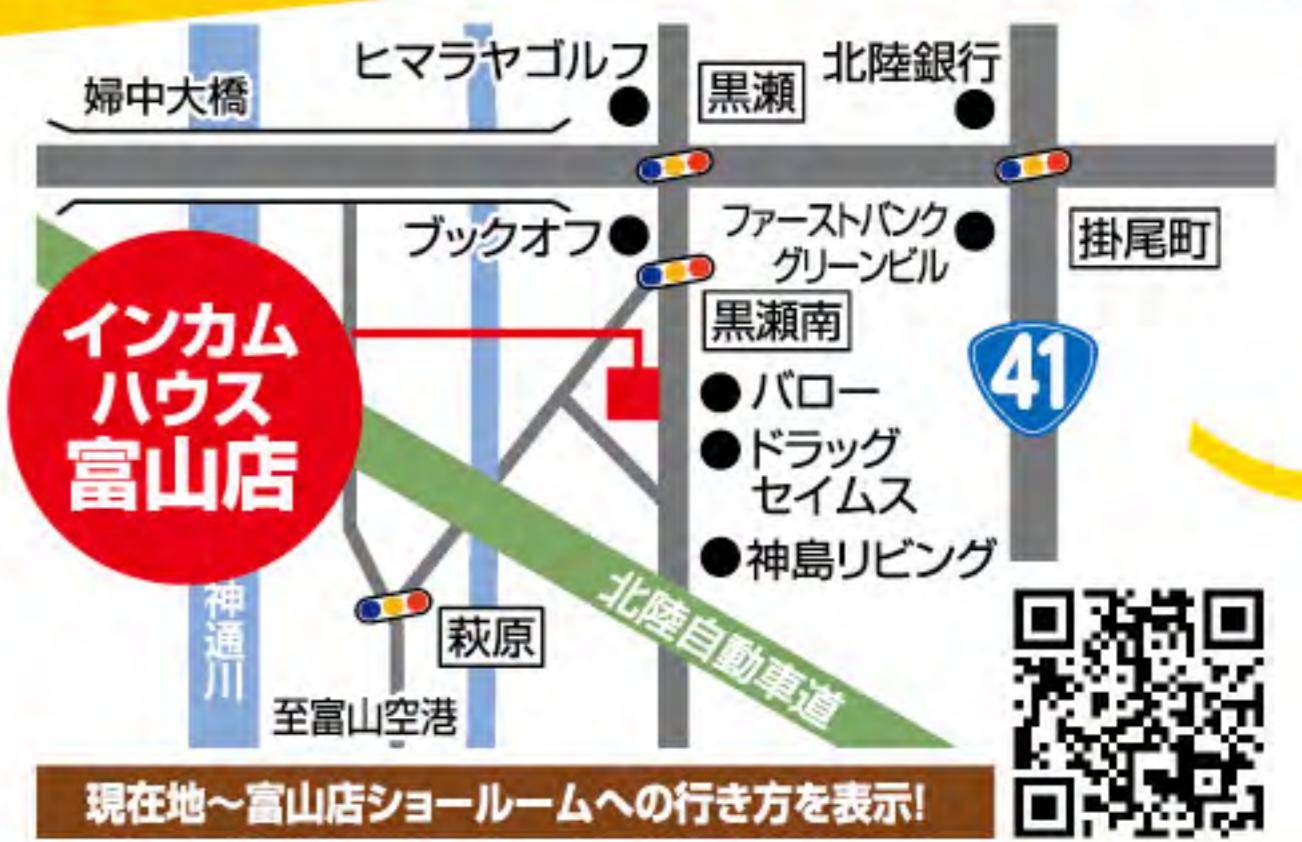 ヒマラヤゴルフ
黒瀬
北陸銀行
婦中大橋
ブックオフ
ファーストバンク
グリーンビル
掛尾町
インカム
ハウス
富山店
黒瀬南
41
バロー
ドラッグ
セイムス
神島リビング
神通川
萩原
北陸自動車道
至富山空港
現在地~富山店ショールームへの行き方を表示!